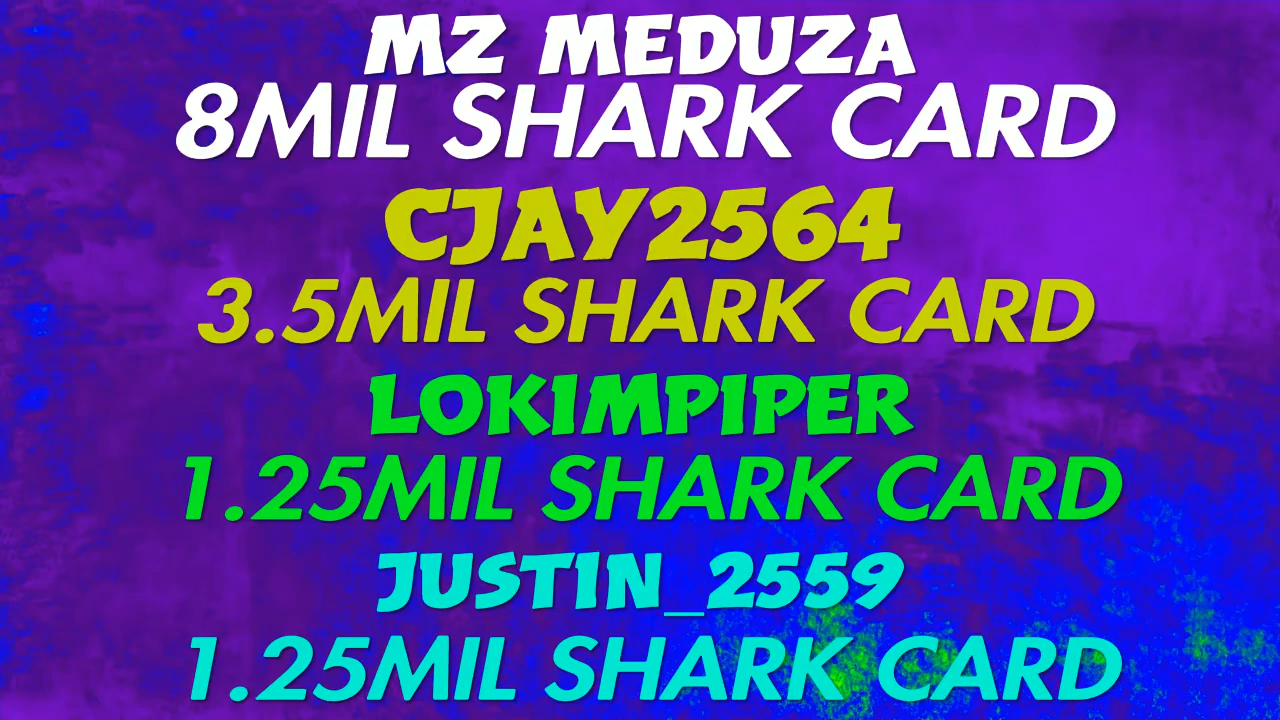 MZ MEDUZA
8MIL SHARK CARD
CJAY2564
3.5MIL SHARK CARD
LOKIMPIPER
1.25MIL SHARK CARD
JUSTIN_2559
1.25MIL SHARK CARD